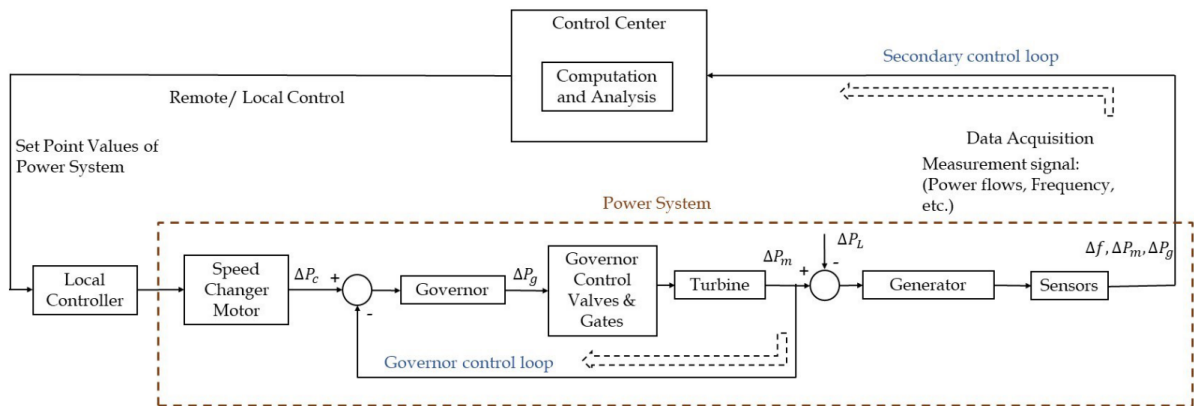 Control Center
Computation
and Analysis
Secondary control loop
Remote/ Local Control
Set Point Values of
Power System
Data Acquisition
Measurement signal:
(Power flows, Frequency,
etc.)
Power System
Local
Controller
Speed
Changer
Motor
ΔP_c
+
-
Governor
ΔP_g
Governor
Control
Valves &
Gates
Turbine
ΔP_m
+
ΔP_L
-
Generator
Sensors
Δf, ΔP_m, ΔP_g
Governor control loop